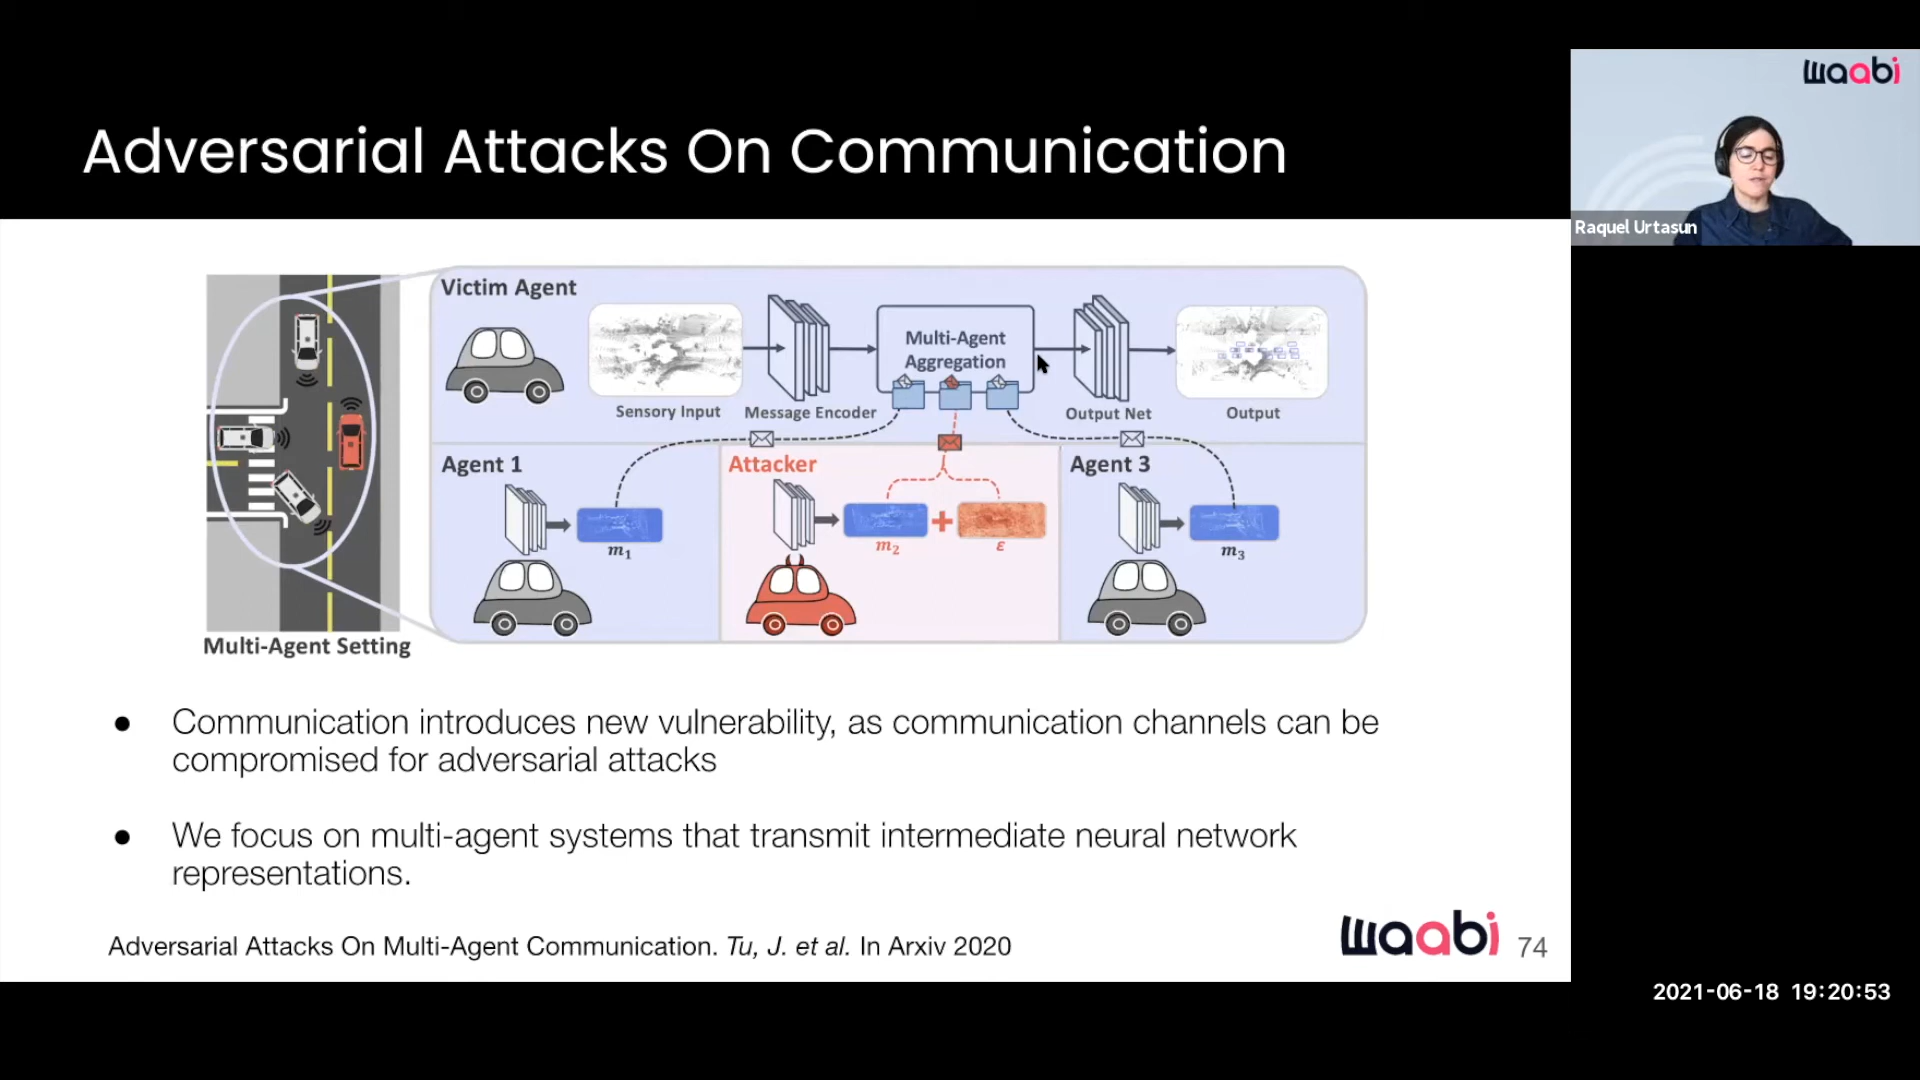 waabi
Adversarial Attacks On Communication
Raquel Urtasun
Victim Agent
Multi-Agent
Aggregation
Sensory Input
Message Encoder
Output Net
Output
Agent 1
Attacker
Agent 3
m₁
m₂
+
ε
m₃
Multi-Agent Setting
● Communication introduces new vulnerability, as communication channels can be
compromised for adversarial attacks
● We focus on multi-agent systems that transmit intermediate neural network
representations.
Adversarial Attacks On Multi-Agent Communication. Tu, J. et al. In Arxiv 2020
waabi
74
2021-06-18 19:20:53